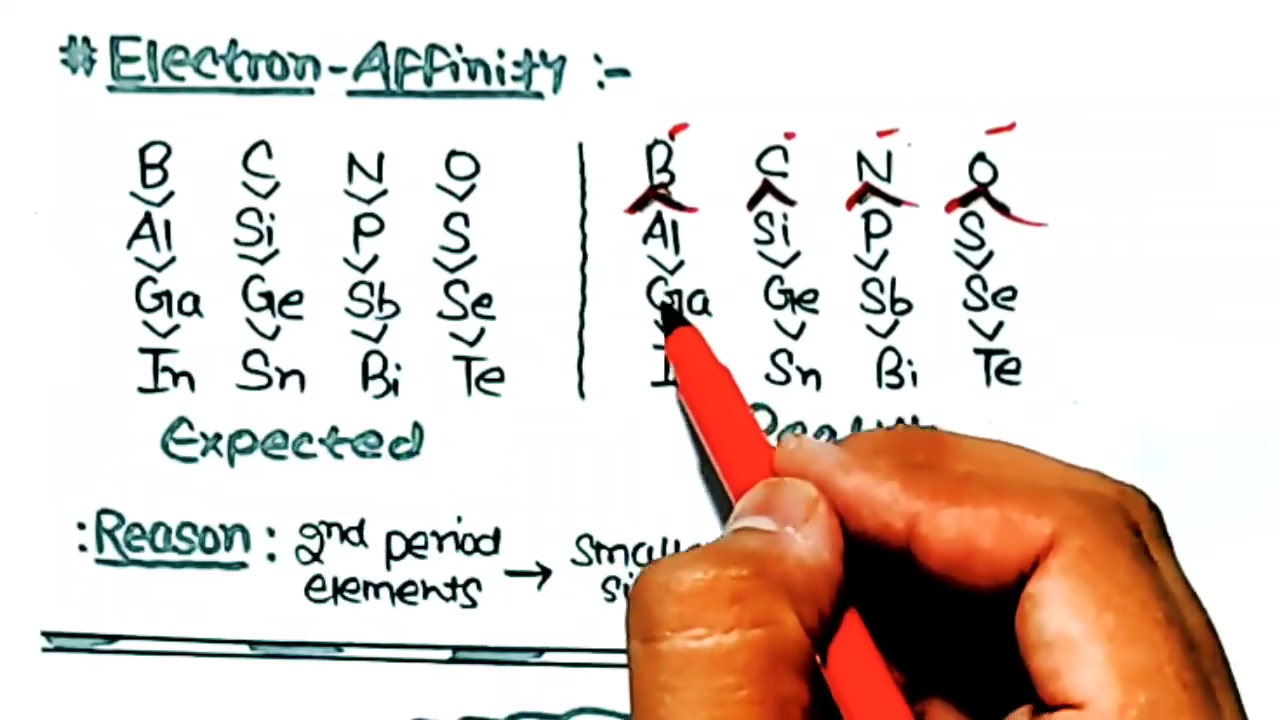 # Electron-Affinity :-
B C N O B C N O
Al Si P S Al Si P S
Ga Ge Sb Se Ga Ge Sb Se
In Sn Bi Te Sn Bi Te
Expected
:Reason: 2nd period
elements →